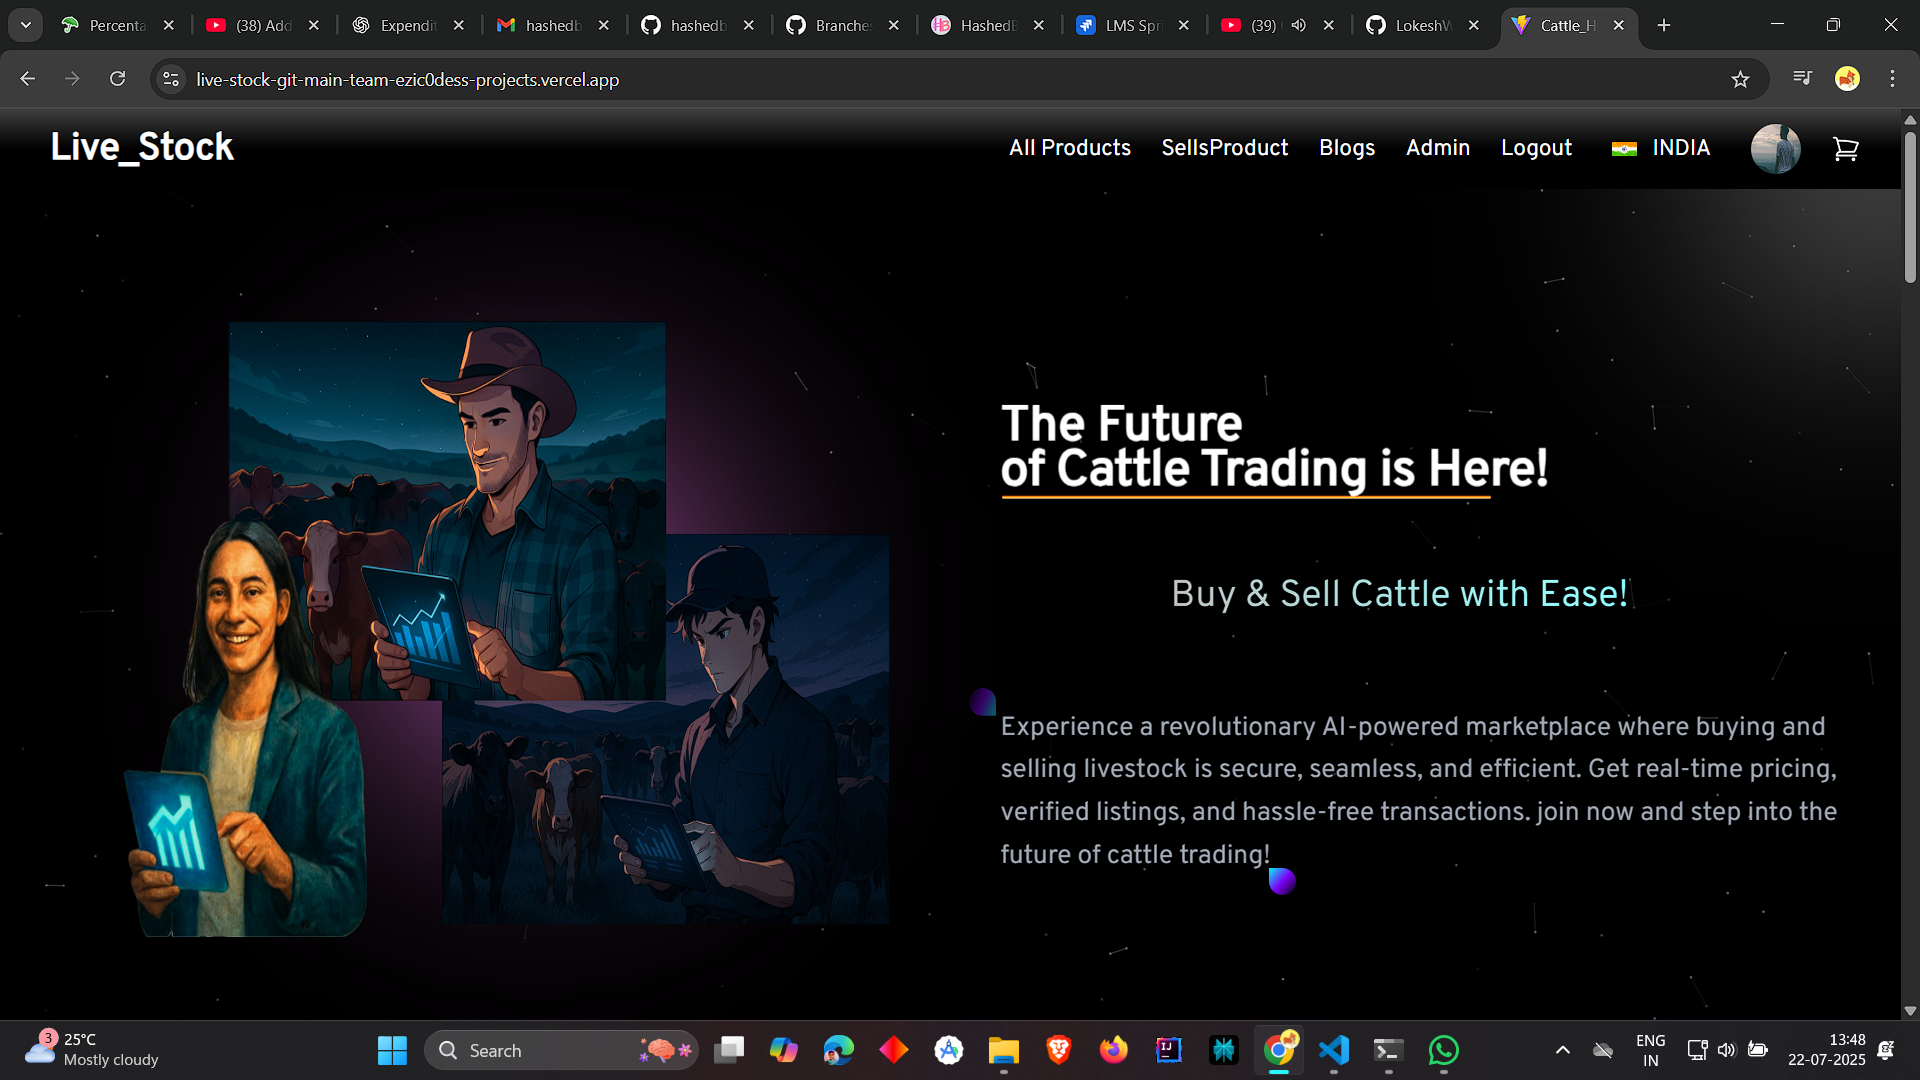 Percenta
(38) Add
Expendit
hashedb
hashedb
Branches
HashedB
LMS Spr
(39)
LokeshW
Cattle_H
live-stock-git-main-team-ezic0dess-projects.vercel.app
Live_Stock
All Products
SellsProduct
Blogs
Admin
Logout
INDIA
The Future
of Cattle Trading is Here!
Buy & Sell Cattle with Ease!
Experience a revolutionary AI-powered marketplace where buying and
selling livestock is secure, seamless, and efficient. Get real-time pricing,
verified listings, and hassle-free transactions. join now and step into the
future of cattle trading!
3
25°C
Mostly cloudy
Search
ENG
IN
13:48
22-07-2025